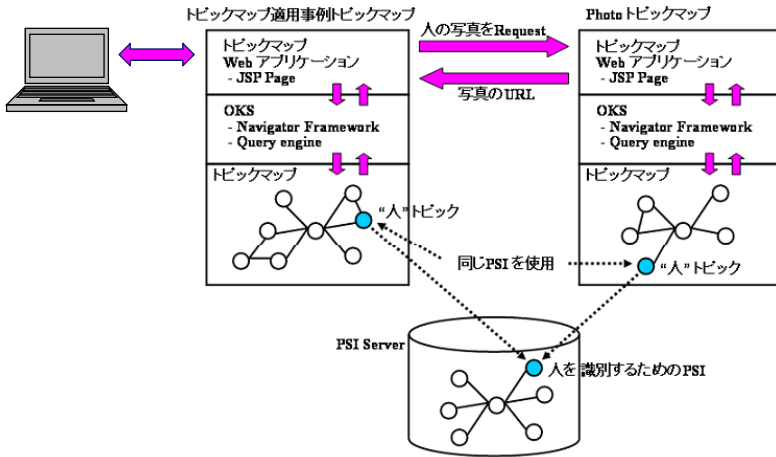 トピックマップ適用事例トピックマップ
Photo トピックマップ
人の写真をRequest
写真のURL
トピックマップ
Web アプリケーション
- JSP Page
OKS
- Navigator Framework
- Query engine
トピックマップ
“人”トピック
トピックマップ
Web アプリケーション
- JSP Page
OKS
- Navigator Framework
- Query engine
トピックマップ
“人”トピック
同じPSIを使用
PSI Server
人を識別するためのPSI